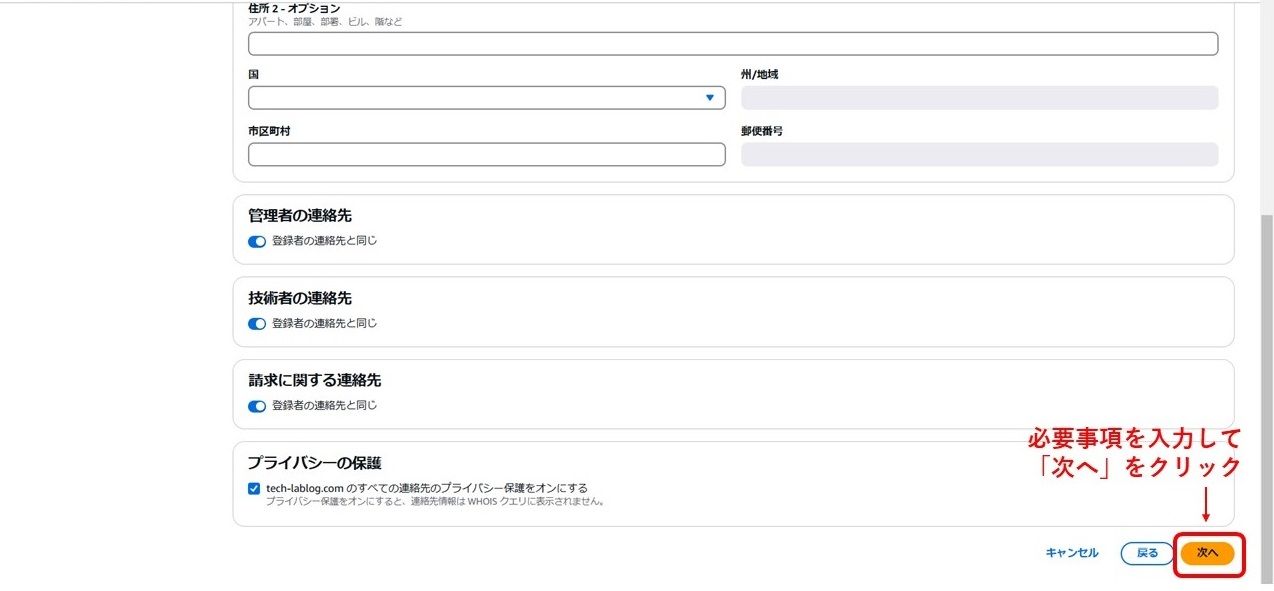 住所 2 - オプション
アパート、部屋、部署、ビル、階など
国
州/地域
市区町村
郵便番号
管理者の連絡先
登録者の連絡先と同じ
技術者の連絡先
登録者の連絡先と同じ
請求に関する連絡先
登録者の連絡先と同じ
プライバシーの保護
tech-lablog.com のすべての連絡先のプライバシー保護をオンにする
プライバシー保護をオンにすると、連絡先情報は WHOIS クエリに表示されません。
必要事項を入力して
「次へ」をクリック
キャンセル
戻る
次へ